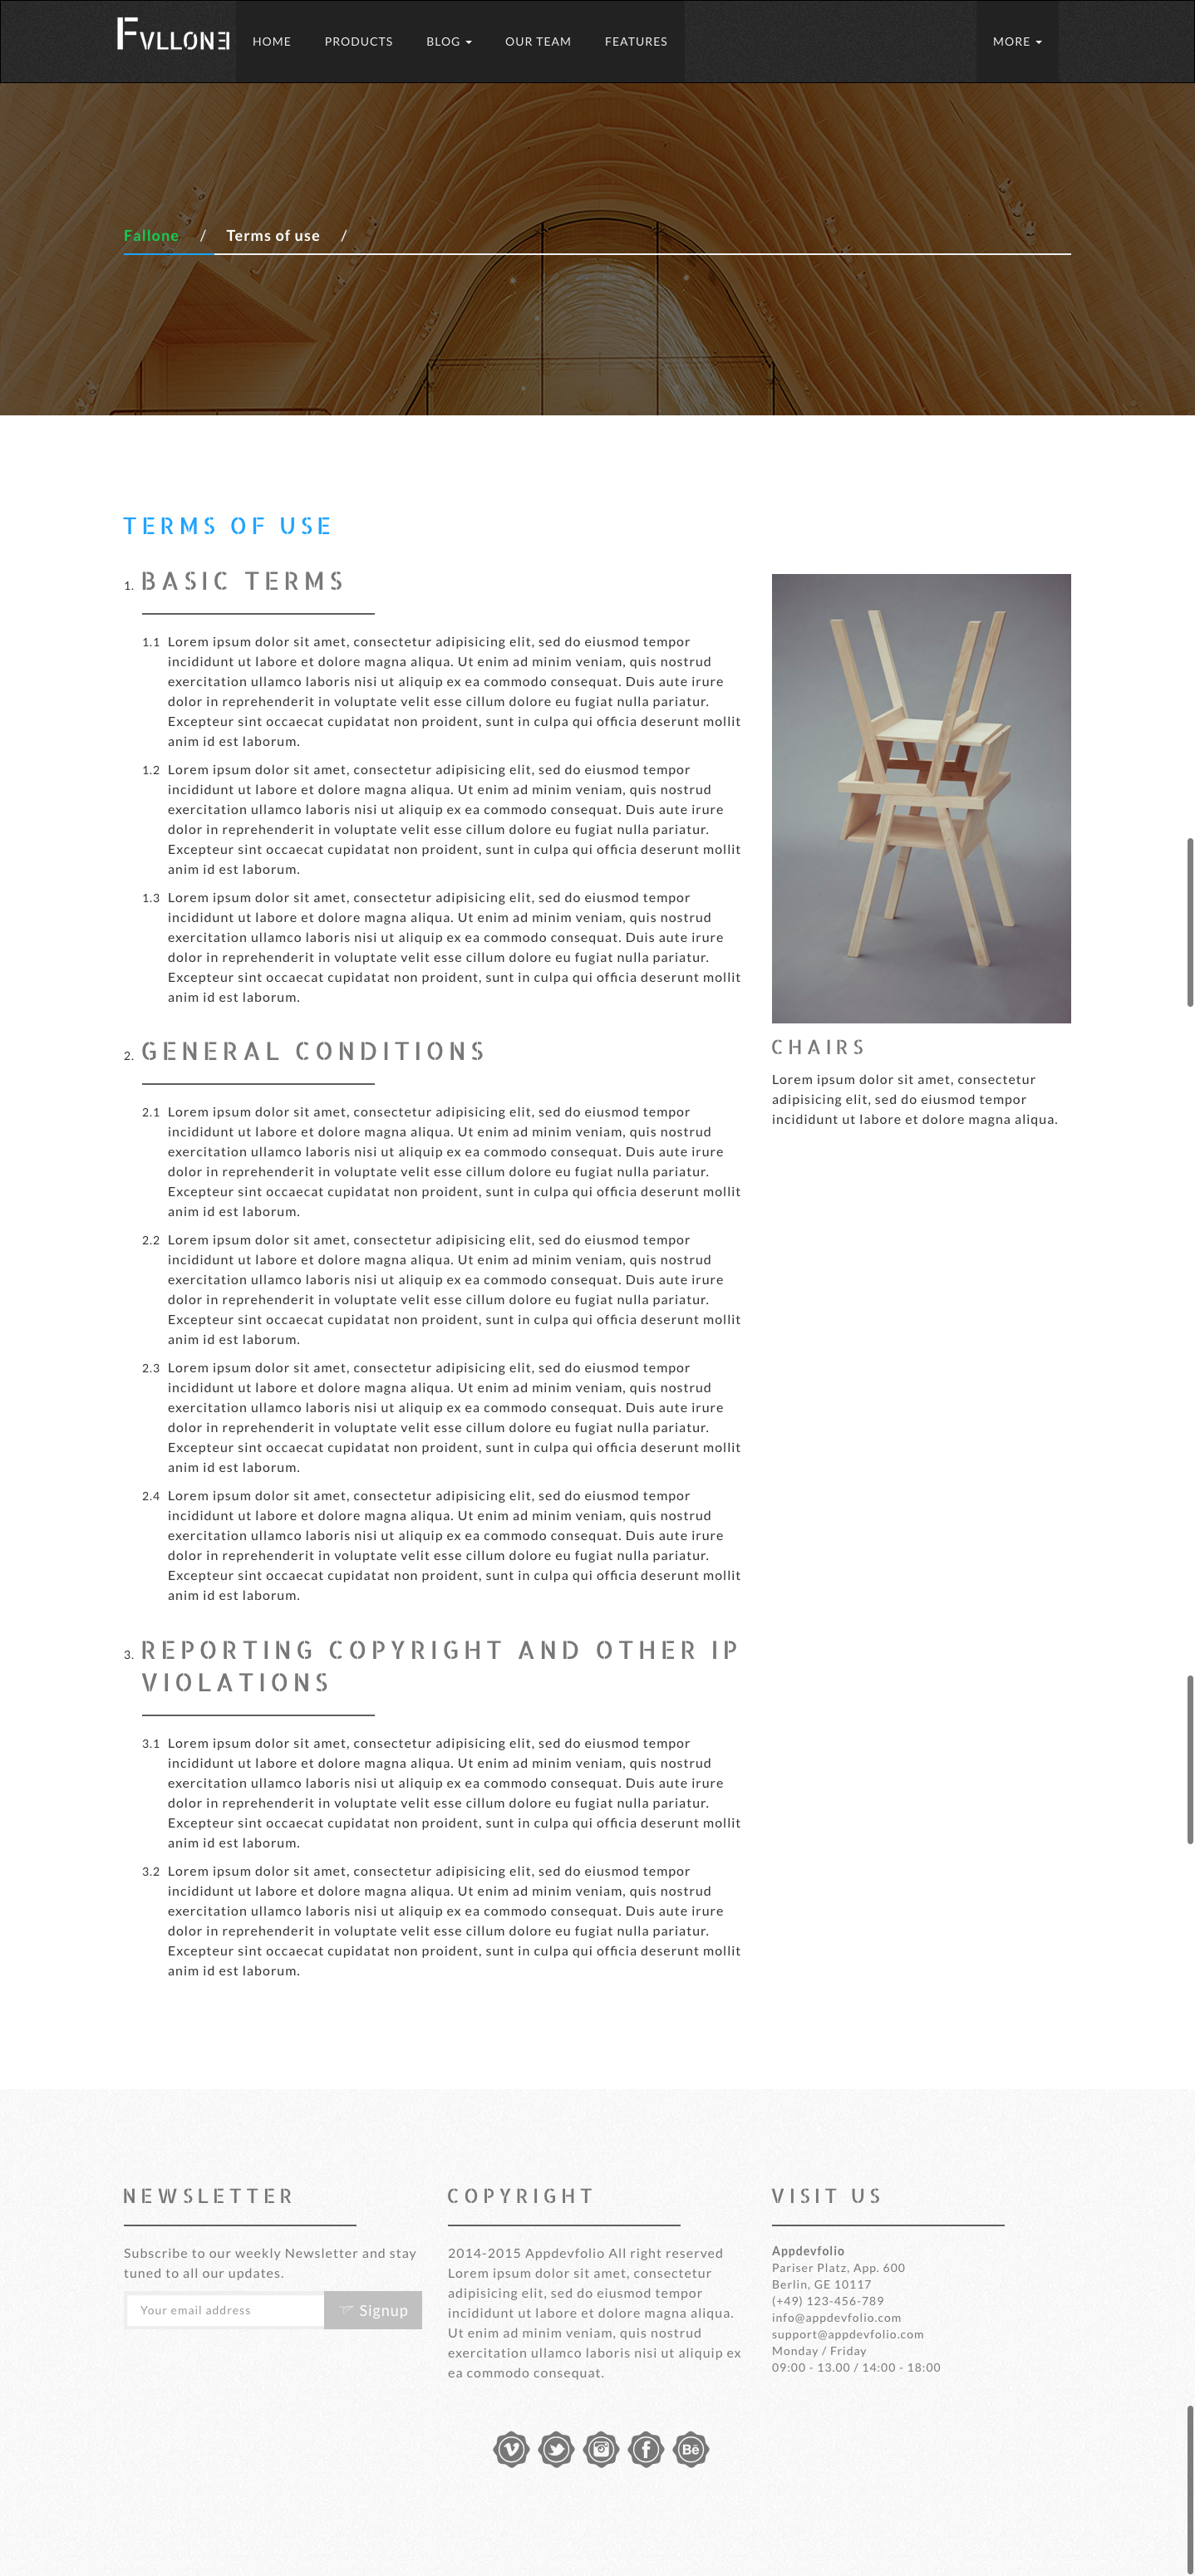 FVLLONE
HOME PRODUCTS BLOG OUR TEAM FEATURES MORE
Fallone / Terms of use /
TERMS OF USE
1. BASIC TERMS
1.1 Lorem ipsum dolor sit amet, consectetur adipisicing elit, sed do eiusmod tempor
incididunt ut labore et dolore magna aliqua. Ut enim ad minim veniam, quis nostrud
exercitation ullamco laboris nisi ut aliquip ex ea commodo consequat. Duis aute irure
dolor in reprehenderit in voluptate velit esse cillum dolore eu fugiat nulla pariatur.
Excepteur sint occaecat cupidatat non proident, sunt in culpa qui officia deserunt mollit
anim id est laborum.
1.2 Lorem ipsum dolor sit amet, consectetur adipisicing elit, sed do eiusmod tempor
incididunt ut labore et dolore magna aliqua. Ut enim ad minim veniam, quis nostrud
exercitation ullamco laboris nisi ut aliquip ex ea commodo consequat. Duis aute irure
dolor in reprehenderit in voluptate velit esse cillum dolore eu fugiat nulla pariatur.
Excepteur sint occaecat cupidatat non proident, sunt in culpa qui officia deserunt mollit
anim id est laborum.
1.3 Lorem ipsum dolor sit amet, consectetur adipisicing elit, sed do eiusmod tempor
incididunt ut labore et dolore magna aliqua. Ut enim ad minim veniam, quis nostrud
exercitation ullamco laboris nisi ut aliquip ex ea commodo consequat. Duis aute irure
dolor in reprehenderit in voluptate velit esse cillum dolore eu fugiat nulla pariatur.
Excepteur sint occaecat cupidatat non proident, sunt in culpa qui officia deserunt mollit
anim id est laborum.
2. GENERAL CONDITIONS
2.1 Lorem ipsum dolor sit amet, consectetur adipisicing elit, sed do eiusmod tempor
incididunt ut labore et dolore magna aliqua. Ut enim ad minim veniam, quis nostrud
exercitation ullamco laboris nisi ut aliquip ex ea commodo consequat. Duis aute irure
dolor in reprehenderit in voluptate velit esse cillum dolore eu fugiat nulla pariatur.
Excepteur sint occaecat cupidatat non proident, sunt in culpa qui officia deserunt mollit
anim id est laborum.
2.2 Lorem ipsum dolor sit amet, consectetur adipisicing elit, sed do eiusmod tempor
incididunt ut labore et dolore magna aliqua. Ut enim ad minim veniam, quis nostrud
exercitation ullamco laboris nisi ut aliquip ex ea commodo consequat. Duis aute irure
dolor in reprehenderit in voluptate velit esse cillum dolore eu fugiat nulla pariatur.
Excepteur sint occaecat cupidatat non proident, sunt in culpa qui officia deserunt mollit
anim id est laborum.
2.3 Lorem ipsum dolor sit amet, consectetur adipisicing elit, sed do eiusmod tempor
incididunt ut labore et dolore magna aliqua. Ut enim ad minim veniam, quis nostrud
exercitation ullamco laboris nisi ut aliquip ex ea commodo consequat. Duis aute irure
dolor in reprehenderit in voluptate velit esse cillum dolore eu fugiat nulla pariatur.
Excepteur sint occaecat cupidatat non proident, sunt in culpa qui officia deserunt mollit
anim id est laborum.
2.4 Lorem ipsum dolor sit amet, consectetur adipisicing elit, sed do eiusmod tempor
incididunt ut labore et dolore magna aliqua. Ut enim ad minim veniam, quis nostrud
exercitation ullamco laboris nisi ut aliquip ex ea commodo consequat. Duis aute irure
dolor in reprehenderit in voluptate velit esse cillum dolore eu fugiat nulla pariatur.
Excepteur sint occaecat cupidatat non proident, sunt in culpa qui officia deserunt mollit
anim id est laborum.
3. REPORTING COPYRIGHT AND OTHER IP
VIOLATIONS
3.1 Lorem ipsum dolor sit amet, consectetur adipisicing elit, sed do eiusmod tempor
incididunt ut labore et dolore magna aliqua. Ut enim ad minim veniam, quis nostrud
exercitation ullamco laboris nisi ut aliquip ex ea commodo consequat. Duis aute irure
dolor in reprehenderit in voluptate velit esse cillum dolore eu fugiat nulla pariatur.
Excepteur sint occaecat cupidatat non proident, sunt in culpa qui officia deserunt mollit
anim id est laborum.
3.2 Lorem ipsum dolor sit amet, consectetur adipisicing elit, sed do eiusmod tempor
incididunt ut labore et dolore magna aliqua. Ut enim ad minim veniam, quis nostrud
exercitation ullamco laboris nisi ut aliquip ex ea commodo consequat. Duis aute irure
dolor in reprehenderit in voluptate velit esse cillum dolore eu fugiat nulla pariatur.
Excepteur sint occaecat cupidatat non proident, sunt in culpa qui officia deserunt mollit
anim id est laborum.
CHAIRS
Lorem ipsum dolor sit amet, consectetur
adipisicing elit, sed do eiusmod tempor
incididunt ut labore et dolore magna aliqua.
NEWSLETTER
Subscribe to our weekly Newsletter and stay
tuned to all our updates.
Your email address Signup
COPYRIGHT
2014-2015 Appdevfolio All right reserved
Lorem ipsum dolor sit amet, consectetur
adipisicing elit, sed do eiusmod tempor
incididunt ut labore et dolore magna aliqua.
Ut enim ad minim veniam, quis nostrud
exercitation ullamco laboris nisi ut aliquip ex
ea commodo consequat.
VISIT US
Appdevfolio
Pariser Platz, App. 600
Berlin, GE 10117
(+49) 123-456-789
info@appdevfolio.com
support@appdevfolio.com
Monday / Friday
09:00 - 13.00 / 14:00 - 18:00
Bē